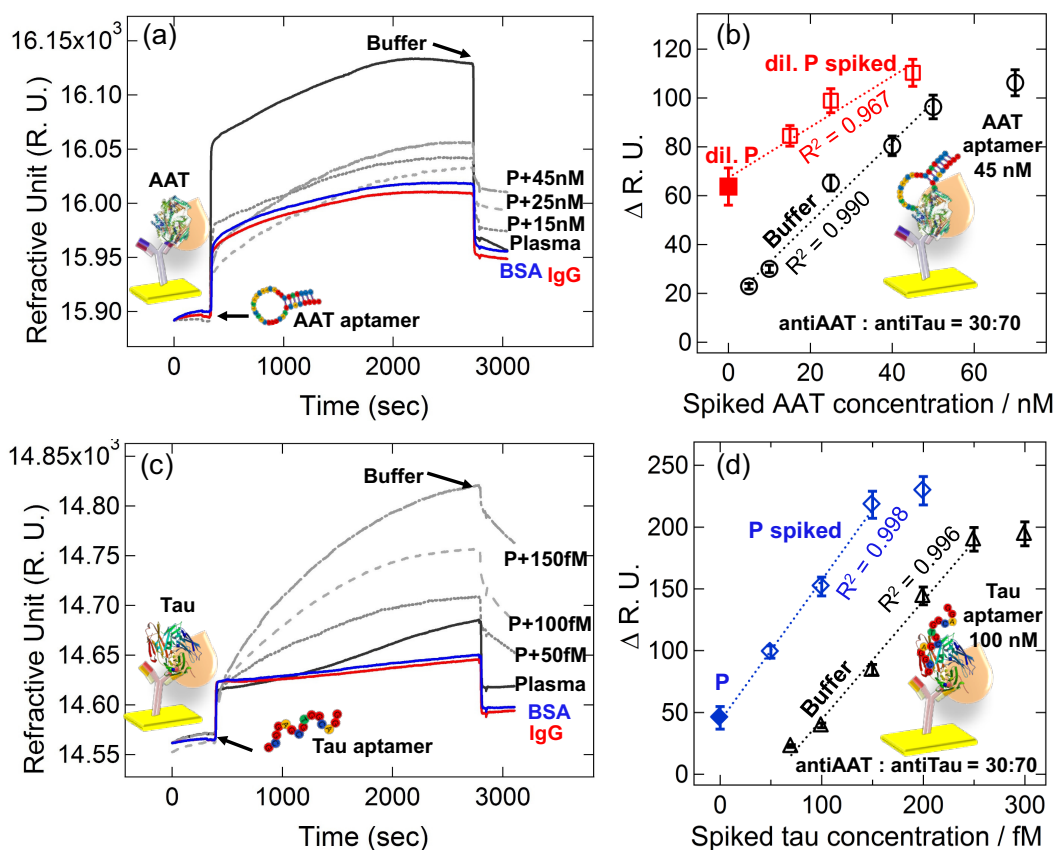 (a)
16.15x10³
16.10
16.05
16.00
15.95
15.90
Refractive Unit (R. U.)
Buffer
AAT
P+45nM
P+25nM
P+15nM
Plasma
BSA IgG
AAT aptamer
0 1000 2000 3000
Time (sec)
(b)
120
100
80
60
40
20
0
Δ R. U.
dil. P spiked
R² = 0.967
dil. P
Buffer
R² = 0.990
AAT
aptamer
45 nM
antiAAT : antiTau = 30:70
0 20 40 60
Spiked AAT concentration / nM
(c)
14.85x10³
14.80
14.75
14.70
14.65
14.60
14.55
Refractive Unit (R. U.)
Buffer
P+150fM
Tau
P+100fM
P+50fM
Plasma
BSA
IgG
Tau aptamer
0 1000 2000 3000
Time (sec)
(d)
250
200
150
100
50
0
Δ R. U.
P spiked
R² = 0.998
R² = 0.996
P
Buffer
Tau
aptamer
100 nM
antiAAT : antiTau = 30:70
0 100 200 300
Spiked tau concentration / fM